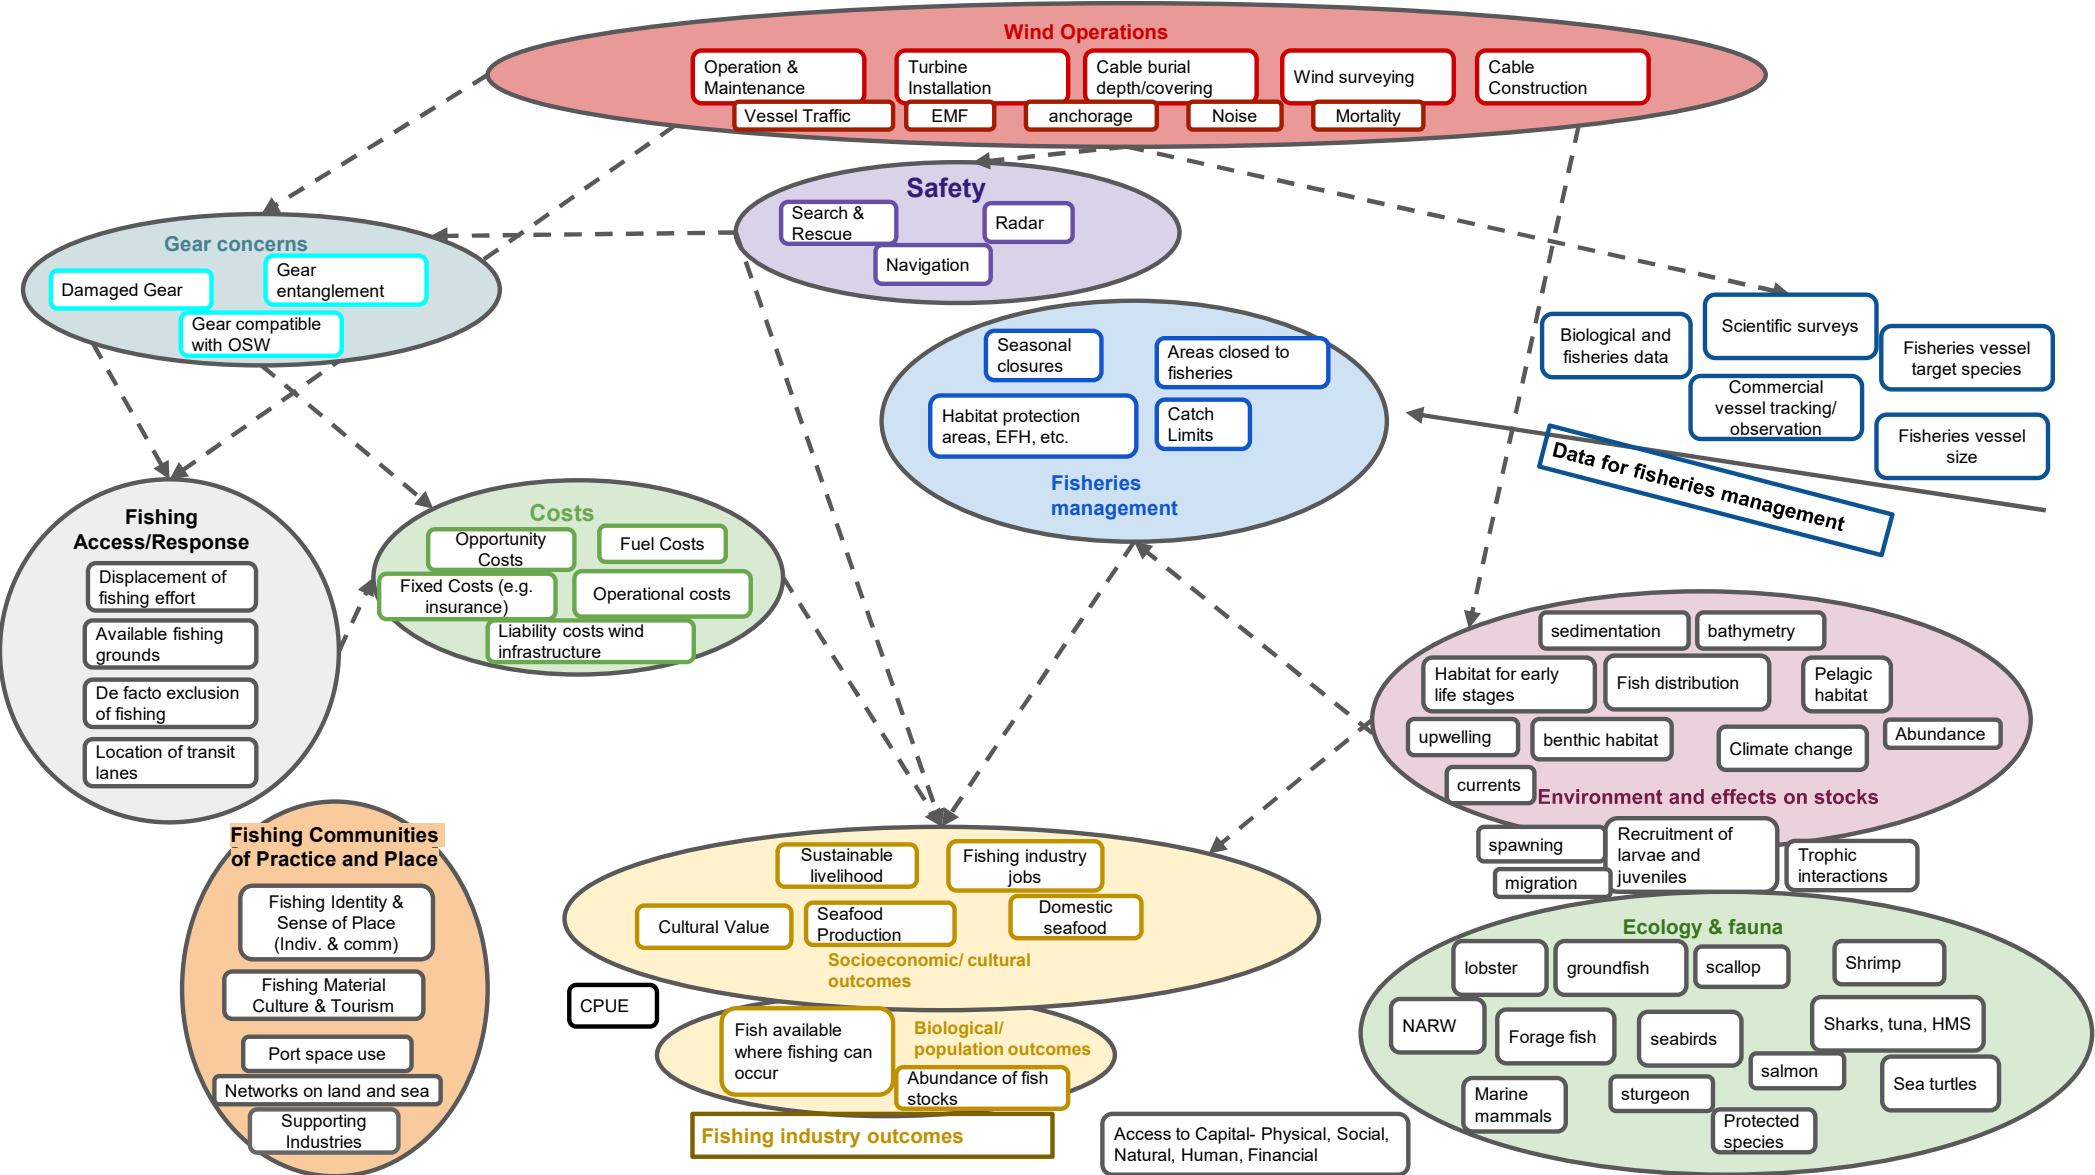 Wind Operations
Operation &
Maintenance
Turbine
Installation
Cable burial
depth/covering
Wind surveying
Cable
Construction
Vessel Traffic
EMF
anchorage
Noise
Mortality
Safety
Search &
Rescue
Radar
Navigation
Gear concerns
Damaged Gear
Gear
entanglement
Gear compatible
with OSW
Seasonal
closures
Areas closed to
fisheries
Habitat protection
areas, EFH, etc.
Catch
Limits
Fisheries
management
Biological and
fisheries data
Scientific surveys
Fisheries vessel
target species
Commercial
vessel tracking/
observation
Fisheries vessel
size
Data for fisheries management
Fishing
Access/Response
Displacement of
fishing effort
Available fishing
grounds
De facto exclusion
of fishing
Location of transit
lanes
Costs
Opportunity
Costs
Fuel Costs
Fixed Costs (e.g.
insurance)
Operational costs
Liability costs wind
infrastructure
sedimentation
bathymetry
Habitat for early
life stages
Fish distribution
Pelagic
habitat
upwelling
benthic habitat
Climate change
Abundance
currents
Environment and effects on stocks
spawning
Recruitment of
larvae and
juveniles
Trophic
interactions
migration
Fishing Communities
of Practice and Place
Fishing Identity &
Sense of Place
(Indiv. & comm)
Fishing Material
Culture & Tourism
Port space use
Networks on land and sea
Supporting
Industries
Sustainable
livelihood
Fishing industry
jobs
Cultural Value
Seafood
Production
Domestic
seafood
Socioeconomic/ cultural
outcomes
CPUE
Fish available
where fishing can
occur
Biological/
population outcomes
Abundance of fish
stocks
Fishing industry outcomes
Access to Capital- Physical, Social,
Natural, Human, Financial
Ecology & fauna
lobster
groundfish
scallop
Shrimp
NARW
Forage fish
seabirds
Sharks, tuna, HMS
salmon
Sea turtles
Marine
mammals
sturgeon
Protected
species